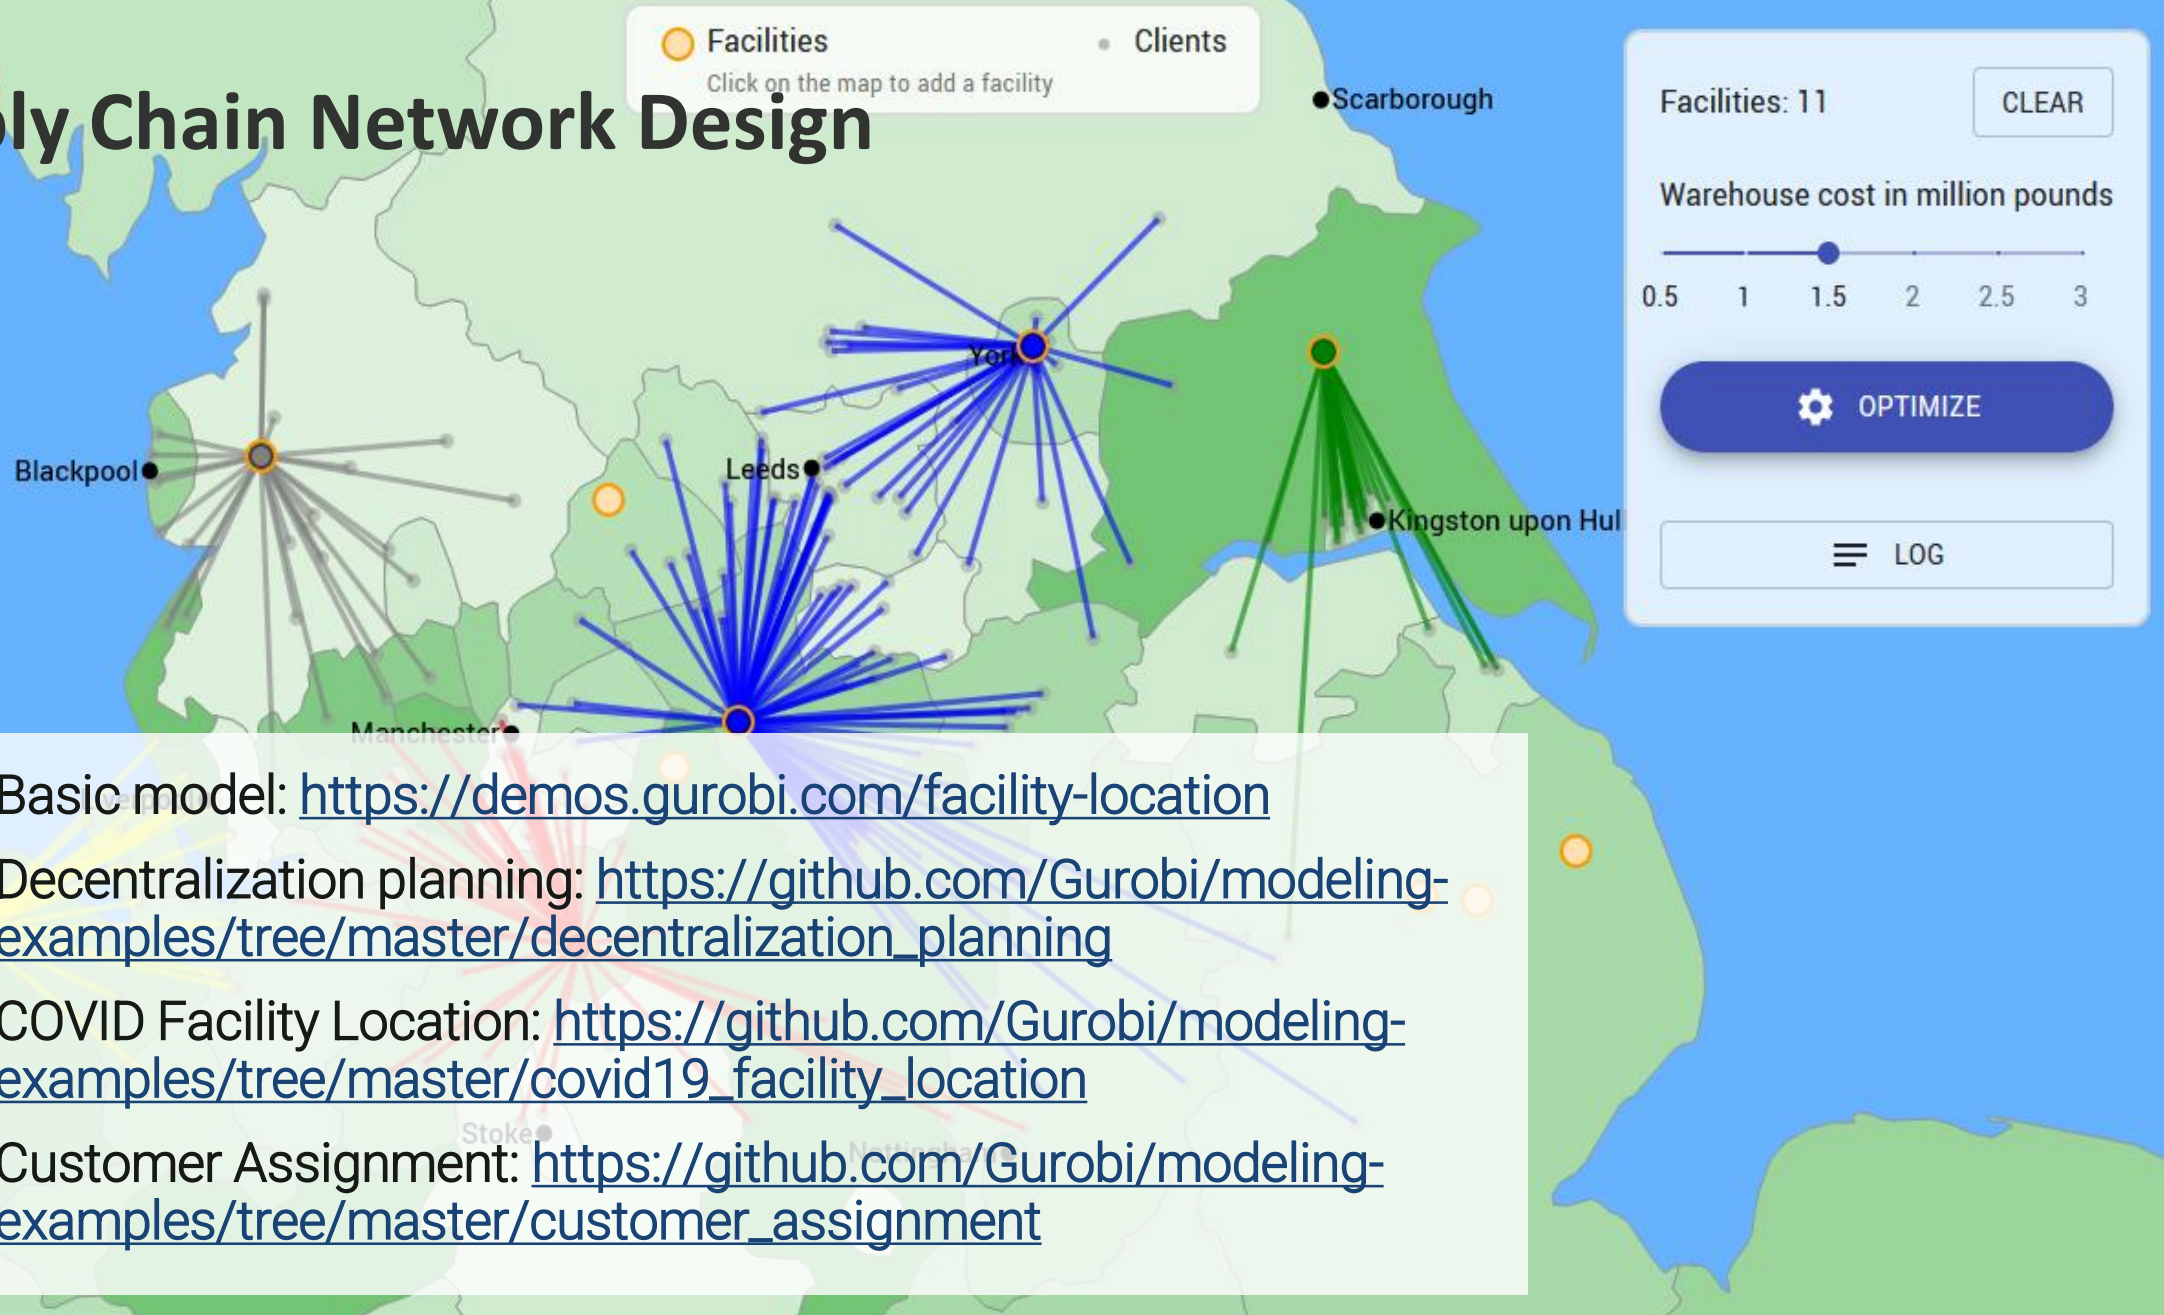 Facilities
Clients
Click on the map to add a facility
ly Chain Network Design
Scarborough
Facilities: 11
CLEAR
Warehouse cost in million pounds
0.5 1 1.5 2 2.5 3
OPTIMIZE
LOG
York
Leeds
Blackpool
Kingston upon Hul
Manchester
Basic model: https://demos.gurobi.com/facility-location
Decentralization planning: https://github.com/Gurobi/modeling-
examples/tree/master/decentralization_planning
COVID Facility Location: https://github.com/Gurobi/modeling-
examples/tree/master/covid19_facility_location
Stoke
Customer Assignment: https://github.com/Gurobi/modeling-
examples/tree/master/customer_assignment